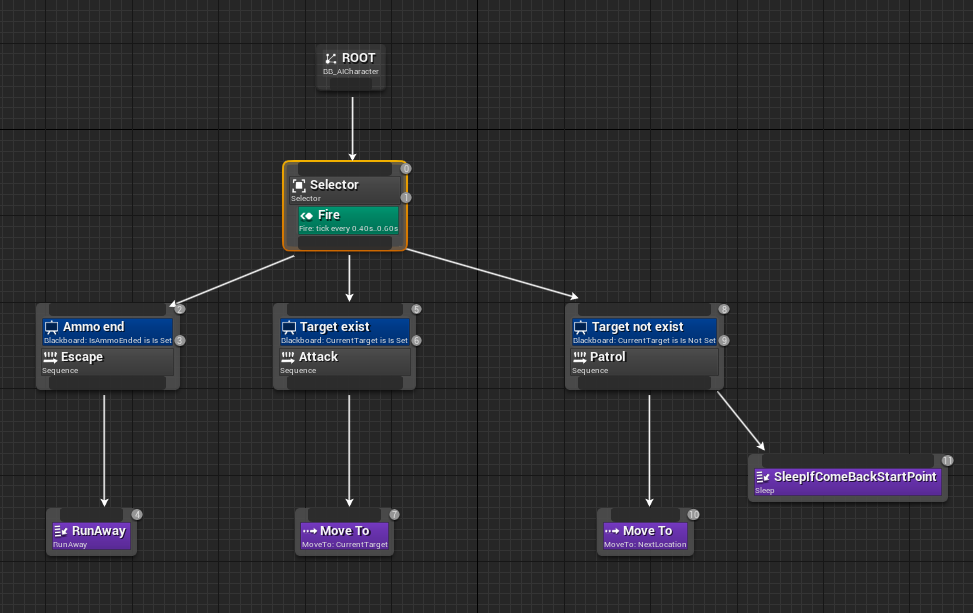 ROOT
BB_AICharacter
0
Selector
Selector
1
Fire
Fire: tick every 0.40s..0.60s
2
Ammo end
Blackboard: IsAmmoEnded is Is Set
3
Escape
Sequence
5
Target exist
Blackboard: CurrentTarget is Is Set
6
Attack
Sequence
8
Target not exist
Blackboard: CurrentTarget is Is Not Set
9
Patrol
Sequence
4
RunAway
RunAway
7
Move To
MoveTo: CurrentTarget
10
Move To
MoveTo: NextLocation
11
SleepIfComeBackStartPoint
Sleep